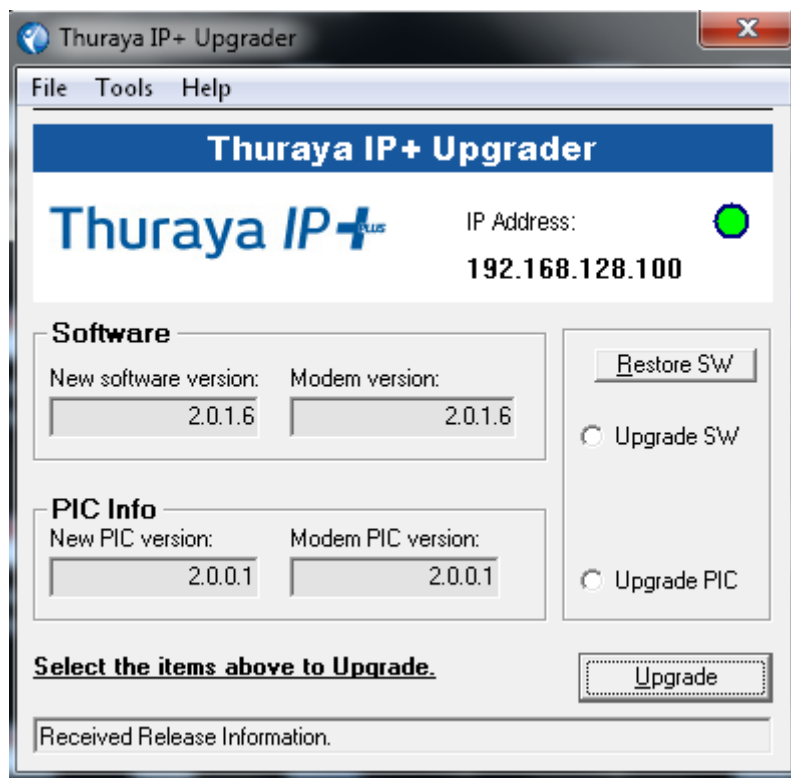 Thuraya IP+ Upgrader
File Tools Help
Thuraya IP+ Upgrader
Thuraya IP+ PLUS
IP Address:
192.168.128.100
Software
New software version: Modem version:
2.0.1.6 2.0.1.6
Restore SW
Upgrade SW
PIC Info
New PIC version: Modem PIC version:
2.0.0.1 2.0.0.1
Upgrade PIC
Select the items above to Upgrade.
Upgrade
Received Release Information.